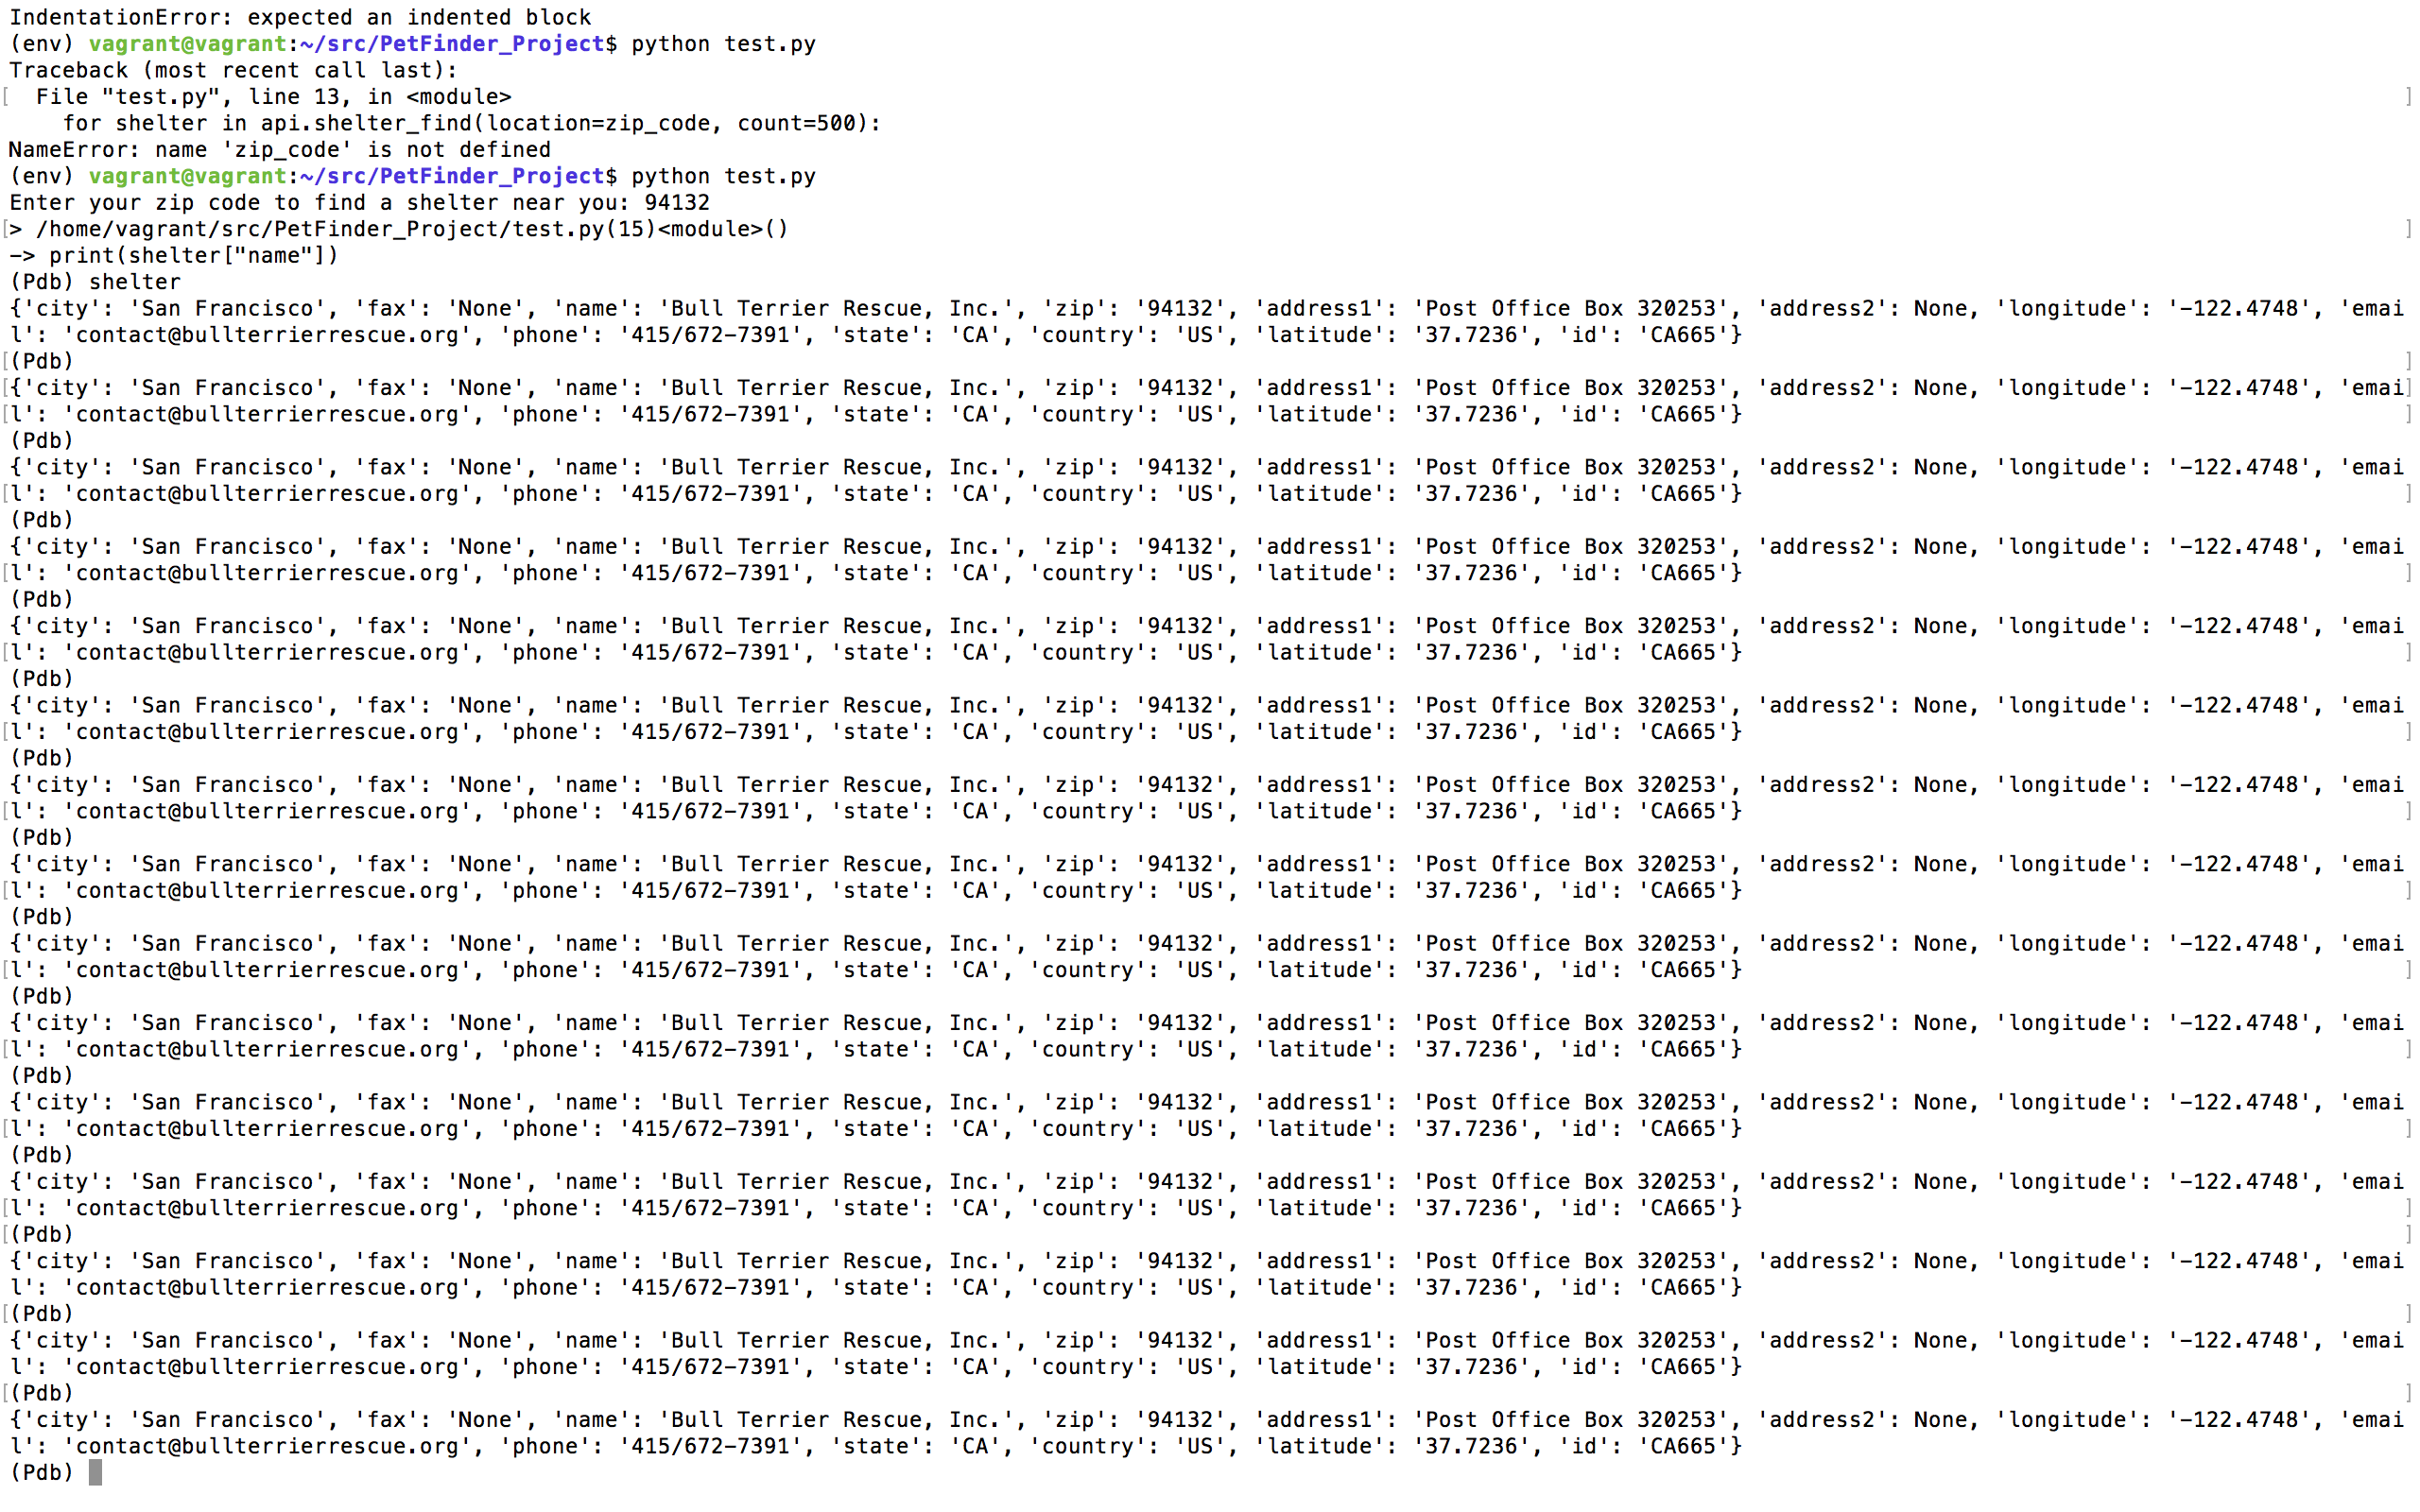 IndentationError: expected an indented block
(env) vagrant@vagrant:~/src/PetFinder_Project$ python test.py
Traceback (most recent call last):
[  File "test.py", line 13, in <module> ]
    for shelter in api.shelter_find(location=zip_code, count=500):
NameError: name 'zip_code' is not defined
(env) vagrant@vagrant:~/src/PetFinder_Project$ python test.py
Enter your zip code to find a shelter near you: 94132
[> /home/vagrant/src/PetFinder_Project/test.py(15)<module>() ]
-> print(shelter["name"])
(Pdb) shelter
{'city': 'San Francisco', 'fax': 'None', 'name': 'Bull Terrier Rescue, Inc.', 'zip': '94132', 'address1': 'Post Office Box 320253', 'address2': None, 'longitude': '-122.4748', 'emai
l': 'contact@bullterrierrescue.org', 'phone': '415/672-7391', 'state': 'CA', 'country': 'US', 'latitude': '37.7236', 'id': 'CA665'}
[(Pdb) ]
[{'city': 'San Francisco', 'fax': 'None', 'name': 'Bull Terrier Rescue, Inc.', 'zip': '94132', 'address1': 'Post Office Box 320253', 'address2': None, 'longitude': '-122.4748', 'emai]
[l': 'contact@bullterrierrescue.org', 'phone': '415/672-7391', 'state': 'CA', 'country': 'US', 'latitude': '37.7236', 'id': 'CA665'} ]
(Pdb)
{'city': 'San Francisco', 'fax': 'None', 'name': 'Bull Terrier Rescue, Inc.', 'zip': '94132', 'address1': 'Post Office Box 320253', 'address2': None, 'longitude': '-122.4748', 'emai
[l': 'contact@bullterrierrescue.org', 'phone': '415/672-7391', 'state': 'CA', 'country': 'US', 'latitude': '37.7236', 'id': 'CA665'} ]
(Pdb)
{'city': 'San Francisco', 'fax': 'None', 'name': 'Bull Terrier Rescue, Inc.', 'zip': '94132', 'address1': 'Post Office Box 320253', 'address2': None, 'longitude': '-122.4748', 'emai
[l': 'contact@bullterrierrescue.org', 'phone': '415/672-7391', 'state': 'CA', 'country': 'US', 'latitude': '37.7236', 'id': 'CA665'} ]
(Pdb)
{'city': 'San Francisco', 'fax': 'None', 'name': 'Bull Terrier Rescue, Inc.', 'zip': '94132', 'address1': 'Post Office Box 320253', 'address2': None, 'longitude': '-122.4748', 'emai
[l': 'contact@bullterrierrescue.org', 'phone': '415/672-7391', 'state': 'CA', 'country': 'US', 'latitude': '37.7236', 'id': 'CA665'} ]
(Pdb)
{'city': 'San Francisco', 'fax': 'None', 'name': 'Bull Terrier Rescue, Inc.', 'zip': '94132', 'address1': 'Post Office Box 320253', 'address2': None, 'longitude': '-122.4748', 'emai
[l': 'contact@bullterrierrescue.org', 'phone': '415/672-7391', 'state': 'CA', 'country': 'US', 'latitude': '37.7236', 'id': 'CA665'} ]
(Pdb)
{'city': 'San Francisco', 'fax': 'None', 'name': 'Bull Terrier Rescue, Inc.', 'zip': '94132', 'address1': 'Post Office Box 320253', 'address2': None, 'longitude': '-122.4748', 'emai
[l': 'contact@bullterrierrescue.org', 'phone': '415/672-7391', 'state': 'CA', 'country': 'US', 'latitude': '37.7236', 'id': 'CA665'} ]
(Pdb)
{'city': 'San Francisco', 'fax': 'None', 'name': 'Bull Terrier Rescue, Inc.', 'zip': '94132', 'address1': 'Post Office Box 320253', 'address2': None, 'longitude': '-122.4748', 'emai
[l': 'contact@bullterrierrescue.org', 'phone': '415/672-7391', 'state': 'CA', 'country': 'US', 'latitude': '37.7236', 'id': 'CA665'} ]
(Pdb)
{'city': 'San Francisco', 'fax': 'None', 'name': 'Bull Terrier Rescue, Inc.', 'zip': '94132', 'address1': 'Post Office Box 320253', 'address2': None, 'longitude': '-122.4748', 'emai
[l': 'contact@bullterrierrescue.org', 'phone': '415/672-7391', 'state': 'CA', 'country': 'US', 'latitude': '37.7236', 'id': 'CA665'} ]
(Pdb)
{'city': 'San Francisco', 'fax': 'None', 'name': 'Bull Terrier Rescue, Inc.', 'zip': '94132', 'address1': 'Post Office Box 320253', 'address2': None, 'longitude': '-122.4748', 'emai
[l': 'contact@bullterrierrescue.org', 'phone': '415/672-7391', 'state': 'CA', 'country': 'US', 'latitude': '37.7236', 'id': 'CA665'} ]
(Pdb)
{'city': 'San Francisco', 'fax': 'None', 'name': 'Bull Terrier Rescue, Inc.', 'zip': '94132', 'address1': 'Post Office Box 320253', 'address2': None, 'longitude': '-122.4748', 'emai
[l': 'contact@bullterrierrescue.org', 'phone': '415/672-7391', 'state': 'CA', 'country': 'US', 'latitude': '37.7236', 'id': 'CA665'} ]
(Pdb)
{'city': 'San Francisco', 'fax': 'None', 'name': 'Bull Terrier Rescue, Inc.', 'zip': '94132', 'address1': 'Post Office Box 320253', 'address2': None, 'longitude': '-122.4748', 'emai
[l': 'contact@bullterrierrescue.org', 'phone': '415/672-7391', 'state': 'CA', 'country': 'US', 'latitude': '37.7236', 'id': 'CA665'} ]
[(Pdb) ]
{'city': 'San Francisco', 'fax': 'None', 'name': 'Bull Terrier Rescue, Inc.', 'zip': '94132', 'address1': 'Post Office Box 320253', 'address2': None, 'longitude': '-122.4748', 'emai
l': 'contact@bullterrierrescue.org', 'phone': '415/672-7391', 'state': 'CA', 'country': 'US', 'latitude': '37.7236', 'id': 'CA665'}
[(Pdb) ]
{'city': 'San Francisco', 'fax': 'None', 'name': 'Bull Terrier Rescue, Inc.', 'zip': '94132', 'address1': 'Post Office Box 320253', 'address2': None, 'longitude': '-122.4748', 'emai
l': 'contact@bullterrierrescue.org', 'phone': '415/672-7391', 'state': 'CA', 'country': 'US', 'latitude': '37.7236', 'id': 'CA665'}
[(Pdb) ]
{'city': 'San Francisco', 'fax': 'None', 'name': 'Bull Terrier Rescue, Inc.', 'zip': '94132', 'address1': 'Post Office Box 320253', 'address2': None, 'longitude': '-122.4748', 'emai
l': 'contact@bullterrierrescue.org', 'phone': '415/672-7391', 'state': 'CA', 'country': 'US', 'latitude': '37.7236', 'id': 'CA665'}
(Pdb)